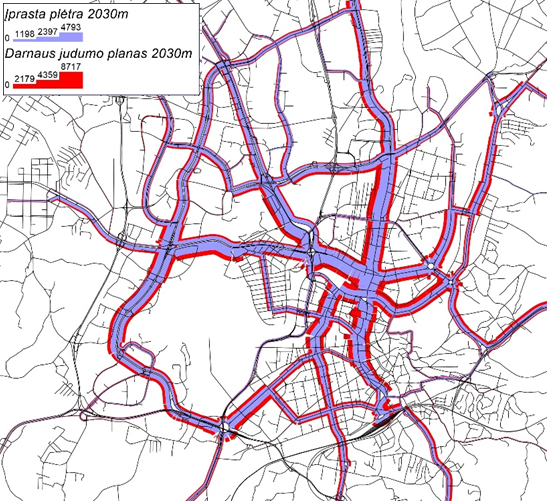 Įprasta plėtra 2030m
0 1198 2397 4793
Darnaus judumo planas 2030m
0 2179 4359 8717